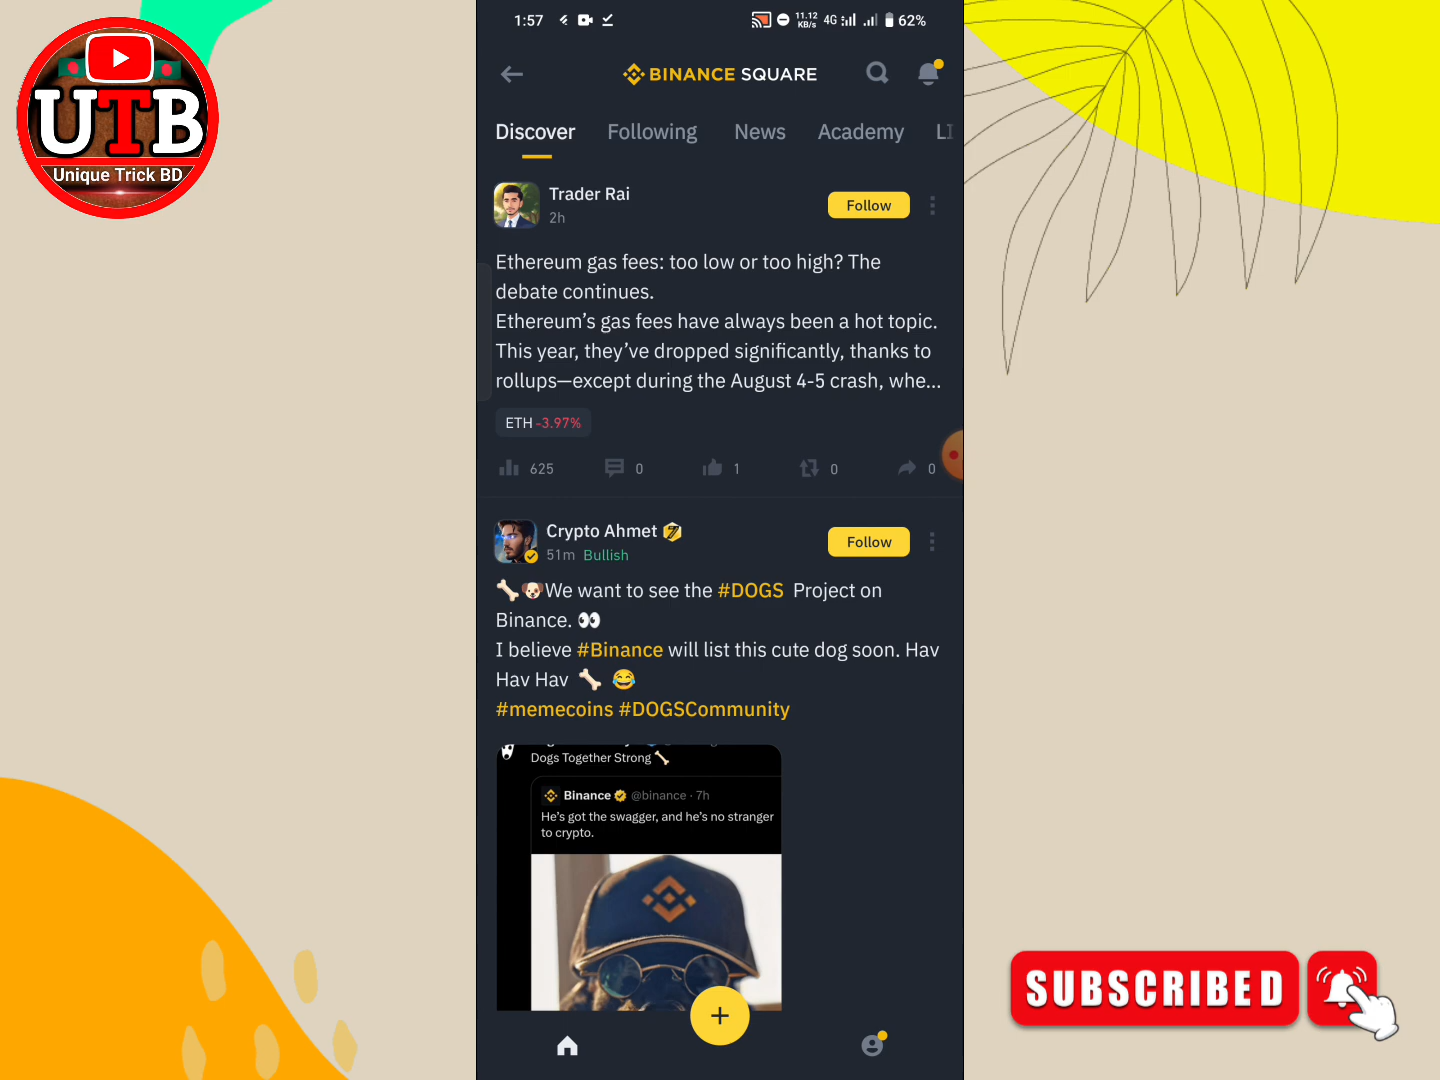 UTB
Unique Trick BD
1:57
11.12
KB/s
4G
62%
BINANCE SQUARE
Discover Following News Academy
Trader Rai
2h
Follow
Ethereum gas fees: too low or too high? The
debate continues.
Ethereum’s gas fees have always been a hot topic.
This year, they’ve dropped significantly, thanks to
rollups—except during the August 4-5 crash, whe...
ETH -3.97%
625 0 1 0 0
Crypto Ahmet
51m Bullish
Follow
We want to see the #DOGS Project on
Binance. 👀
I believe #Binance will list this cute dog soon. Hav
Hav Hav 🦴 😂
#memecoins #DOGSCommunity
Dogs Together Strong 🦴
Binance @binance · 7h
He’s got the swagger, and he’s no stranger
to crypto.
SUBSCRIBED